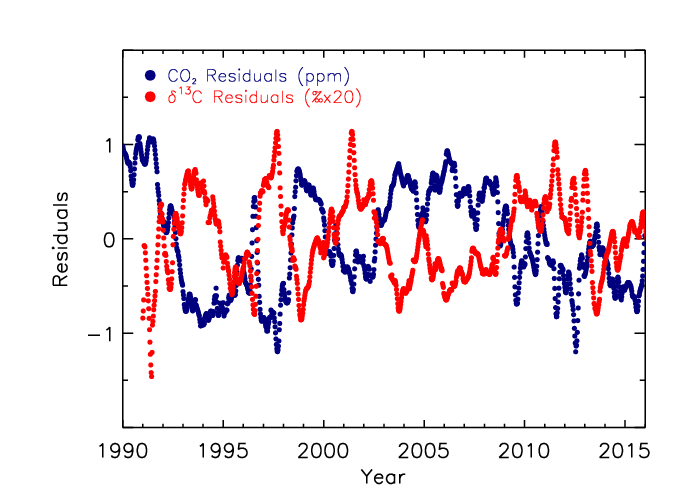 CO₂ Residuals (ppm)
δ¹³C Residuals (‰x20)
Residuals
1
0
−1
1990 1995 2000 2005 2010 2015
Year